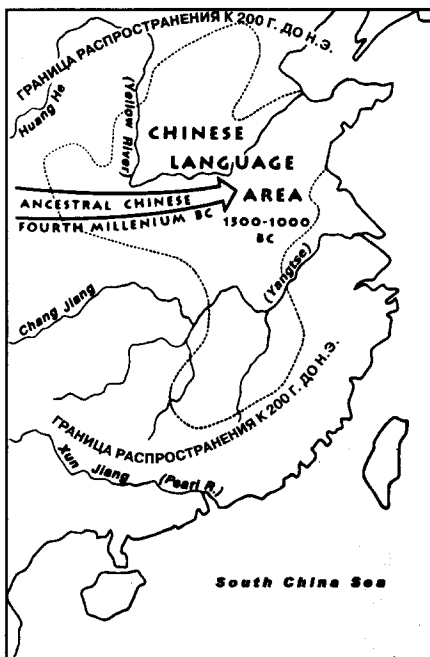 ГРАНИЦА РАСПРОСТРАНЕНИЯ К 200 Г. ДО Н.Э.
Huang He
(Yellow River)
CHINESE
LANGUAGE
AREA
1500-1000
BC
ANCESTRAL CHINESE
FOURTH MILLENIUM BC
(Yangtse)
Chang Jiang
ГРАНИЦА РАСПРОСТРАНЕНИЯ К 200 Г. ДО Н.Э.
Xun Jiang (Pearl R.)
South China Sea